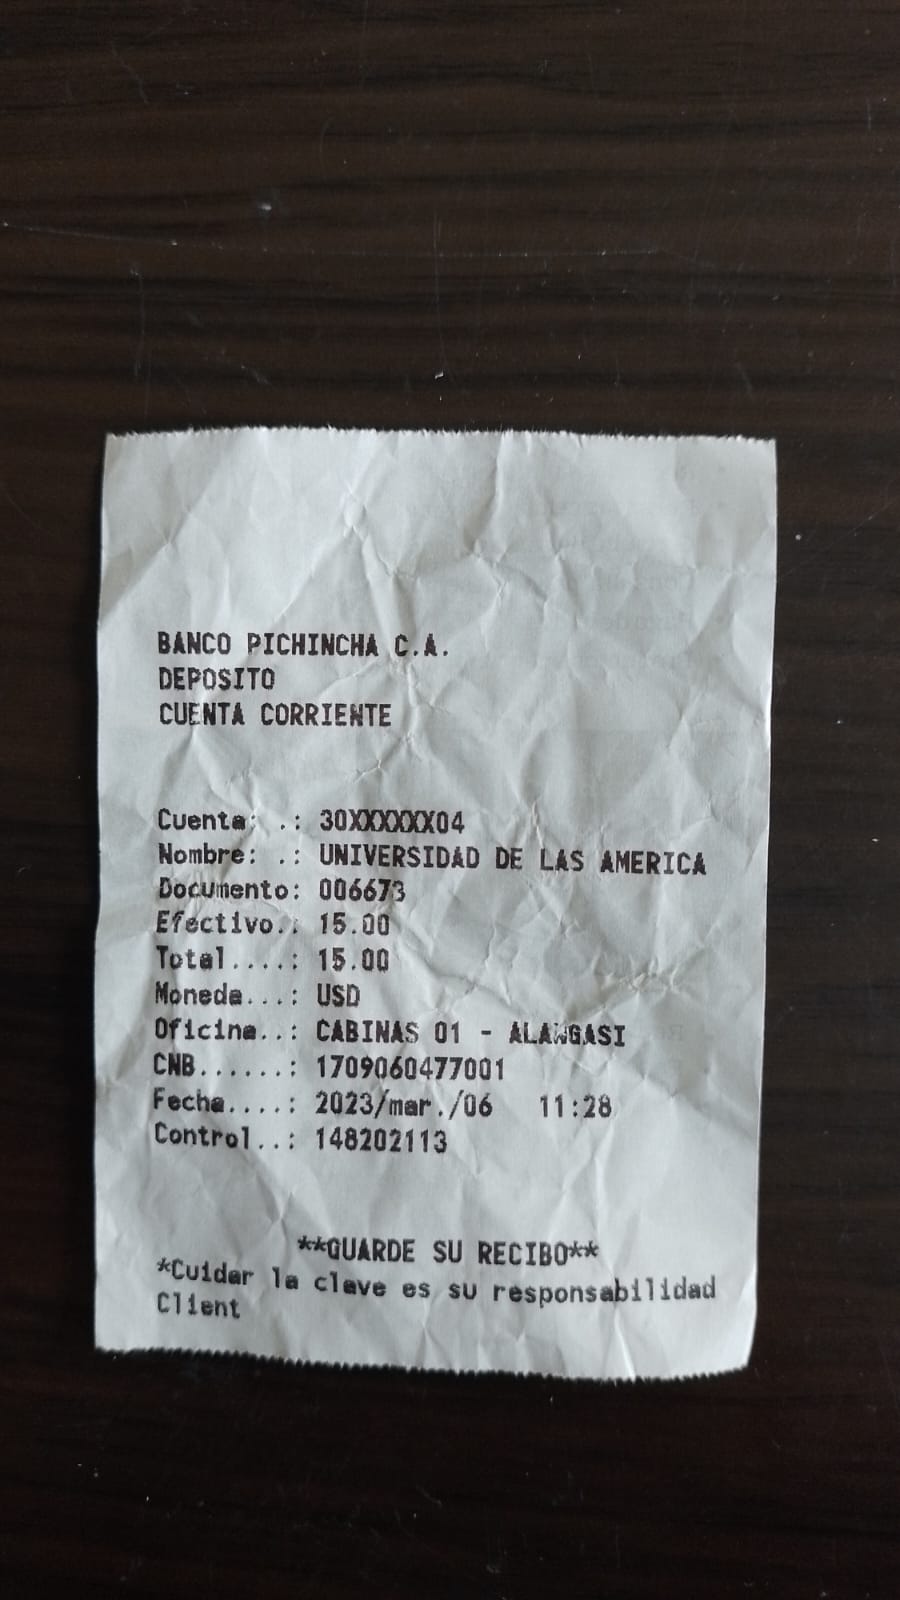 BANCO PICHINCHA C.A.
DEPOSITO
CUENTA CORRIENTE
Cuenta: .: 30XXXXXX04
Nombre: .: UNIVERSIDAD DE LAS AMERICA
Documento: 006673
Efectivo.: 15.00
Total....: 15.00
Moneda...: USD
Oficina..: CABINAS 01 - ALANGASI
CNB......: 1709060477001
Fecha....: 2023/mar./06 11:28
Control..: 148202113
**GUARDE SU RECIBO**
*Cuidar la clave es su responsabilidad
Client